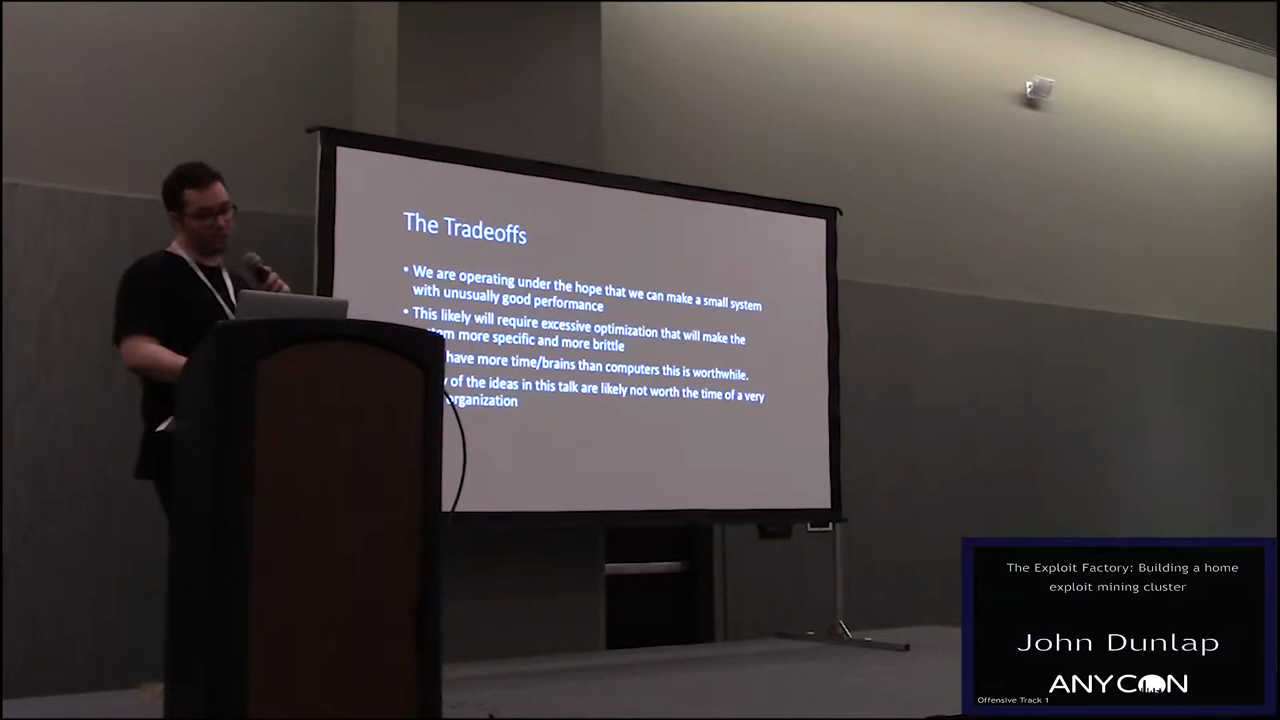 The Tradeoffs
• We are operating under the hope that we can make a small system
with unusually good performance
• This likely will require excessive optimization that will make the
more specific and more brittle
have more time/brains than computers this is worthwhile.
of the ideas in this talk are likely not worth the time of a very
organization
The Exploit Factory: Building a home
exploit mining cluster
John Dunlap
ANYCON
Offensive Track 1